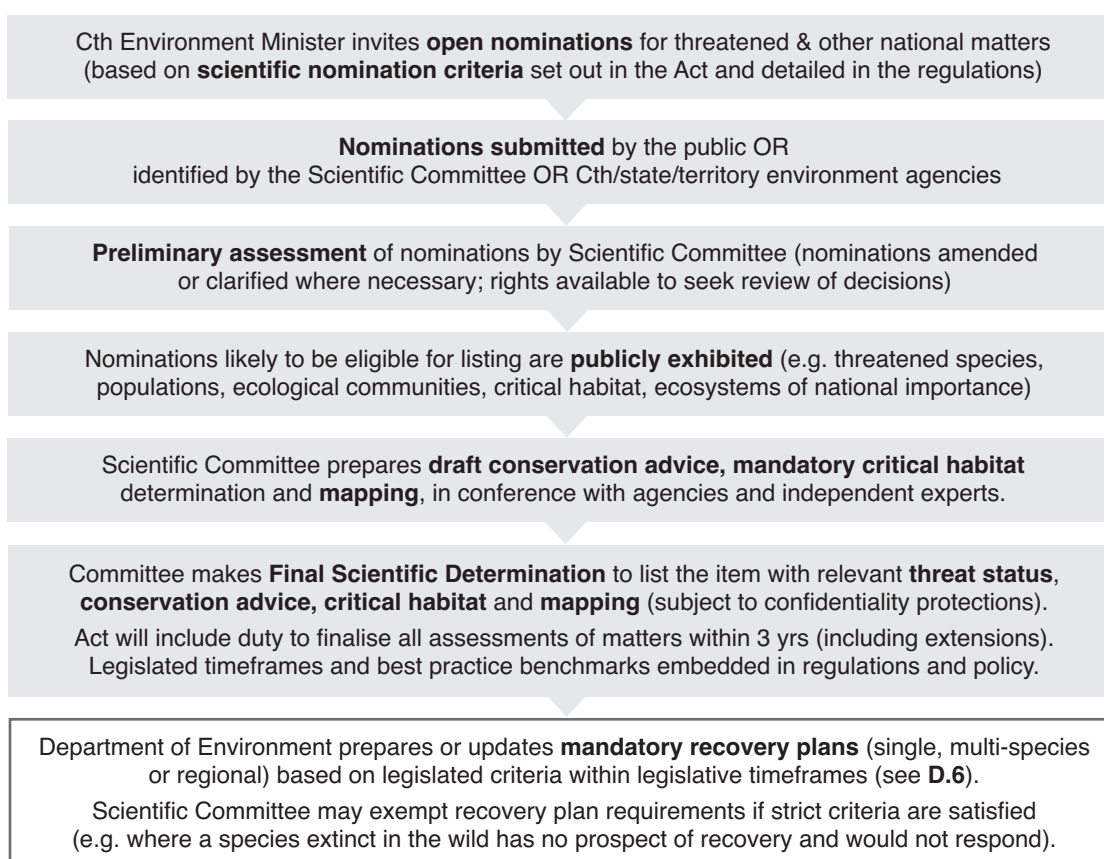 Cth Environment Minister invites open nominations for threatened & other national matters
(based on scientific nomination criteria set out in the Act and detailed in the regulations)
Nominations submitted by the public OR
identified by the Scientific Committee OR Cth/state/territory environment agencies
Preliminary assessment of nominations by Scientific Committee (nominations amended
or clarified where necessary; rights available to seek review of decisions)
Nominations likely to be eligible for listing are publicly exhibited (e.g. threatened species,
populations, ecological communities, critical habitat, ecosystems of national importance)
Scientific Committee prepares draft conservation advice, mandatory critical habitat
determination and mapping, in conference with agencies and independent experts.
Committee makes Final Scientific Determination to list the item with relevant threat status,
conservation advice, critical habitat and mapping (subject to confidentiality protections).
Act will include duty to finalise all assessments of matters within 3 yrs (including extensions).
Legislated timeframes and best practice benchmarks embedded in regulations and policy.
Department of Environment prepares or updates mandatory recovery plans (single, multi-species
or regional) based on legislated criteria within legislative timeframes (see D.6).
Scientific Committee may exempt recovery plan requirements if strict criteria are satisfied
(e.g. where a species extinct in the wild has no prospect of recovery and would not respond).